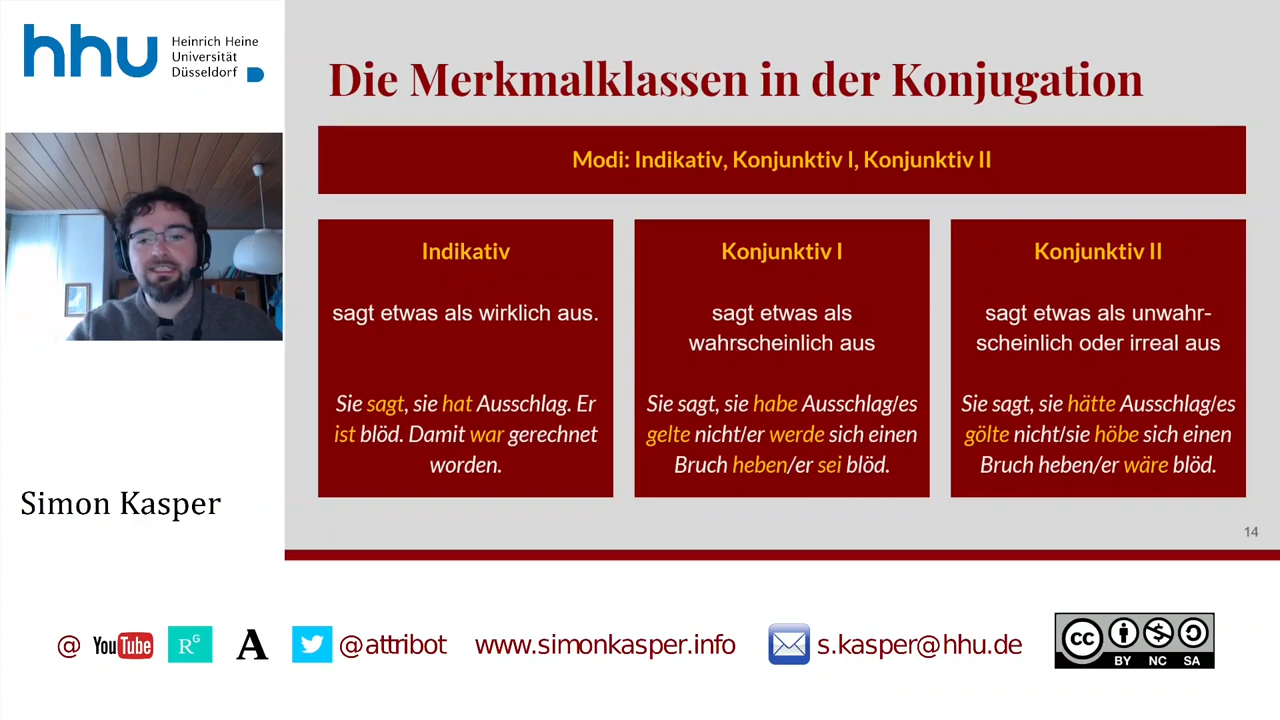 hhu Heinrich Heine
Universität
Düsseldorf
Die Merkmalklassen in der Konjugation
Modi: Indikativ, Konjunktiv I, Konjunktiv II
Indikativ
sagt etwas als wirklich aus.
Sie sagt, sie hat Ausschlag. Er
ist blöd. Damit war gerechnet
worden.
Konjunktiv I
sagt etwas als
wahrscheinlich aus
Sie sagt, sie habe Ausschlag/es
gelte nicht/er werde sich einen
Bruch heben/er sei blöd.
Konjunktiv II
sagt etwas als unwahr-
scheinlich oder irreal aus
Sie sagt, sie hätte Ausschlag/es
gölte nicht/sie höbe sich einen
Bruch heben/er wäre blöd.
Simon Kasper
14
@ YouTube RG A @attribot www.simonkasper.info s.kasper@hhu.de
cc BY NC SA